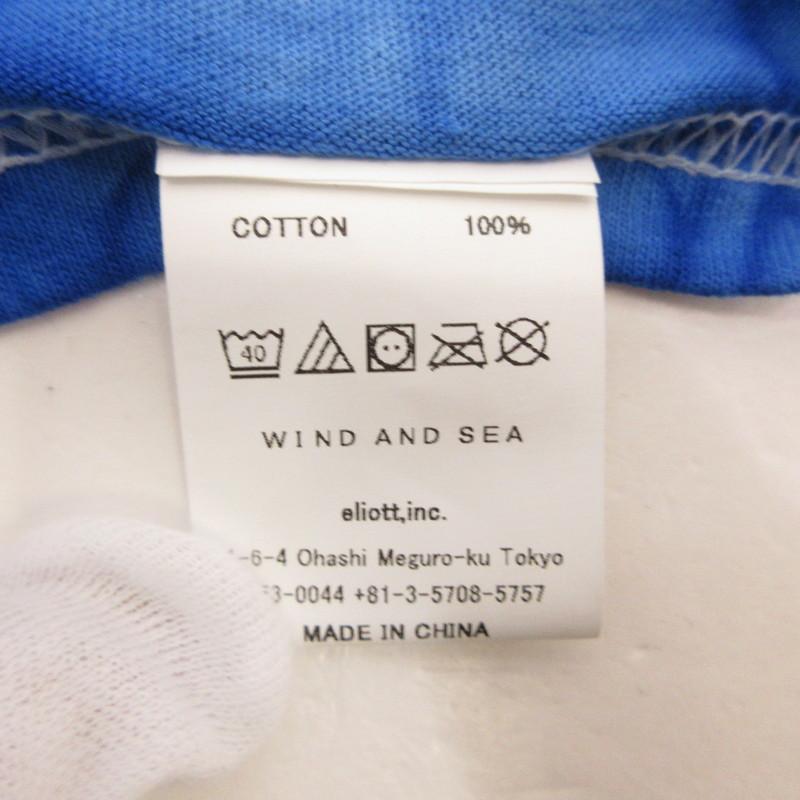 COTTON 100%
40
WIND AND SEA
eliott,inc.
-6-4 Ohashi Meguro-ku Tokyo
3-0044 +81-3-5708-5757
MADE IN CHINA